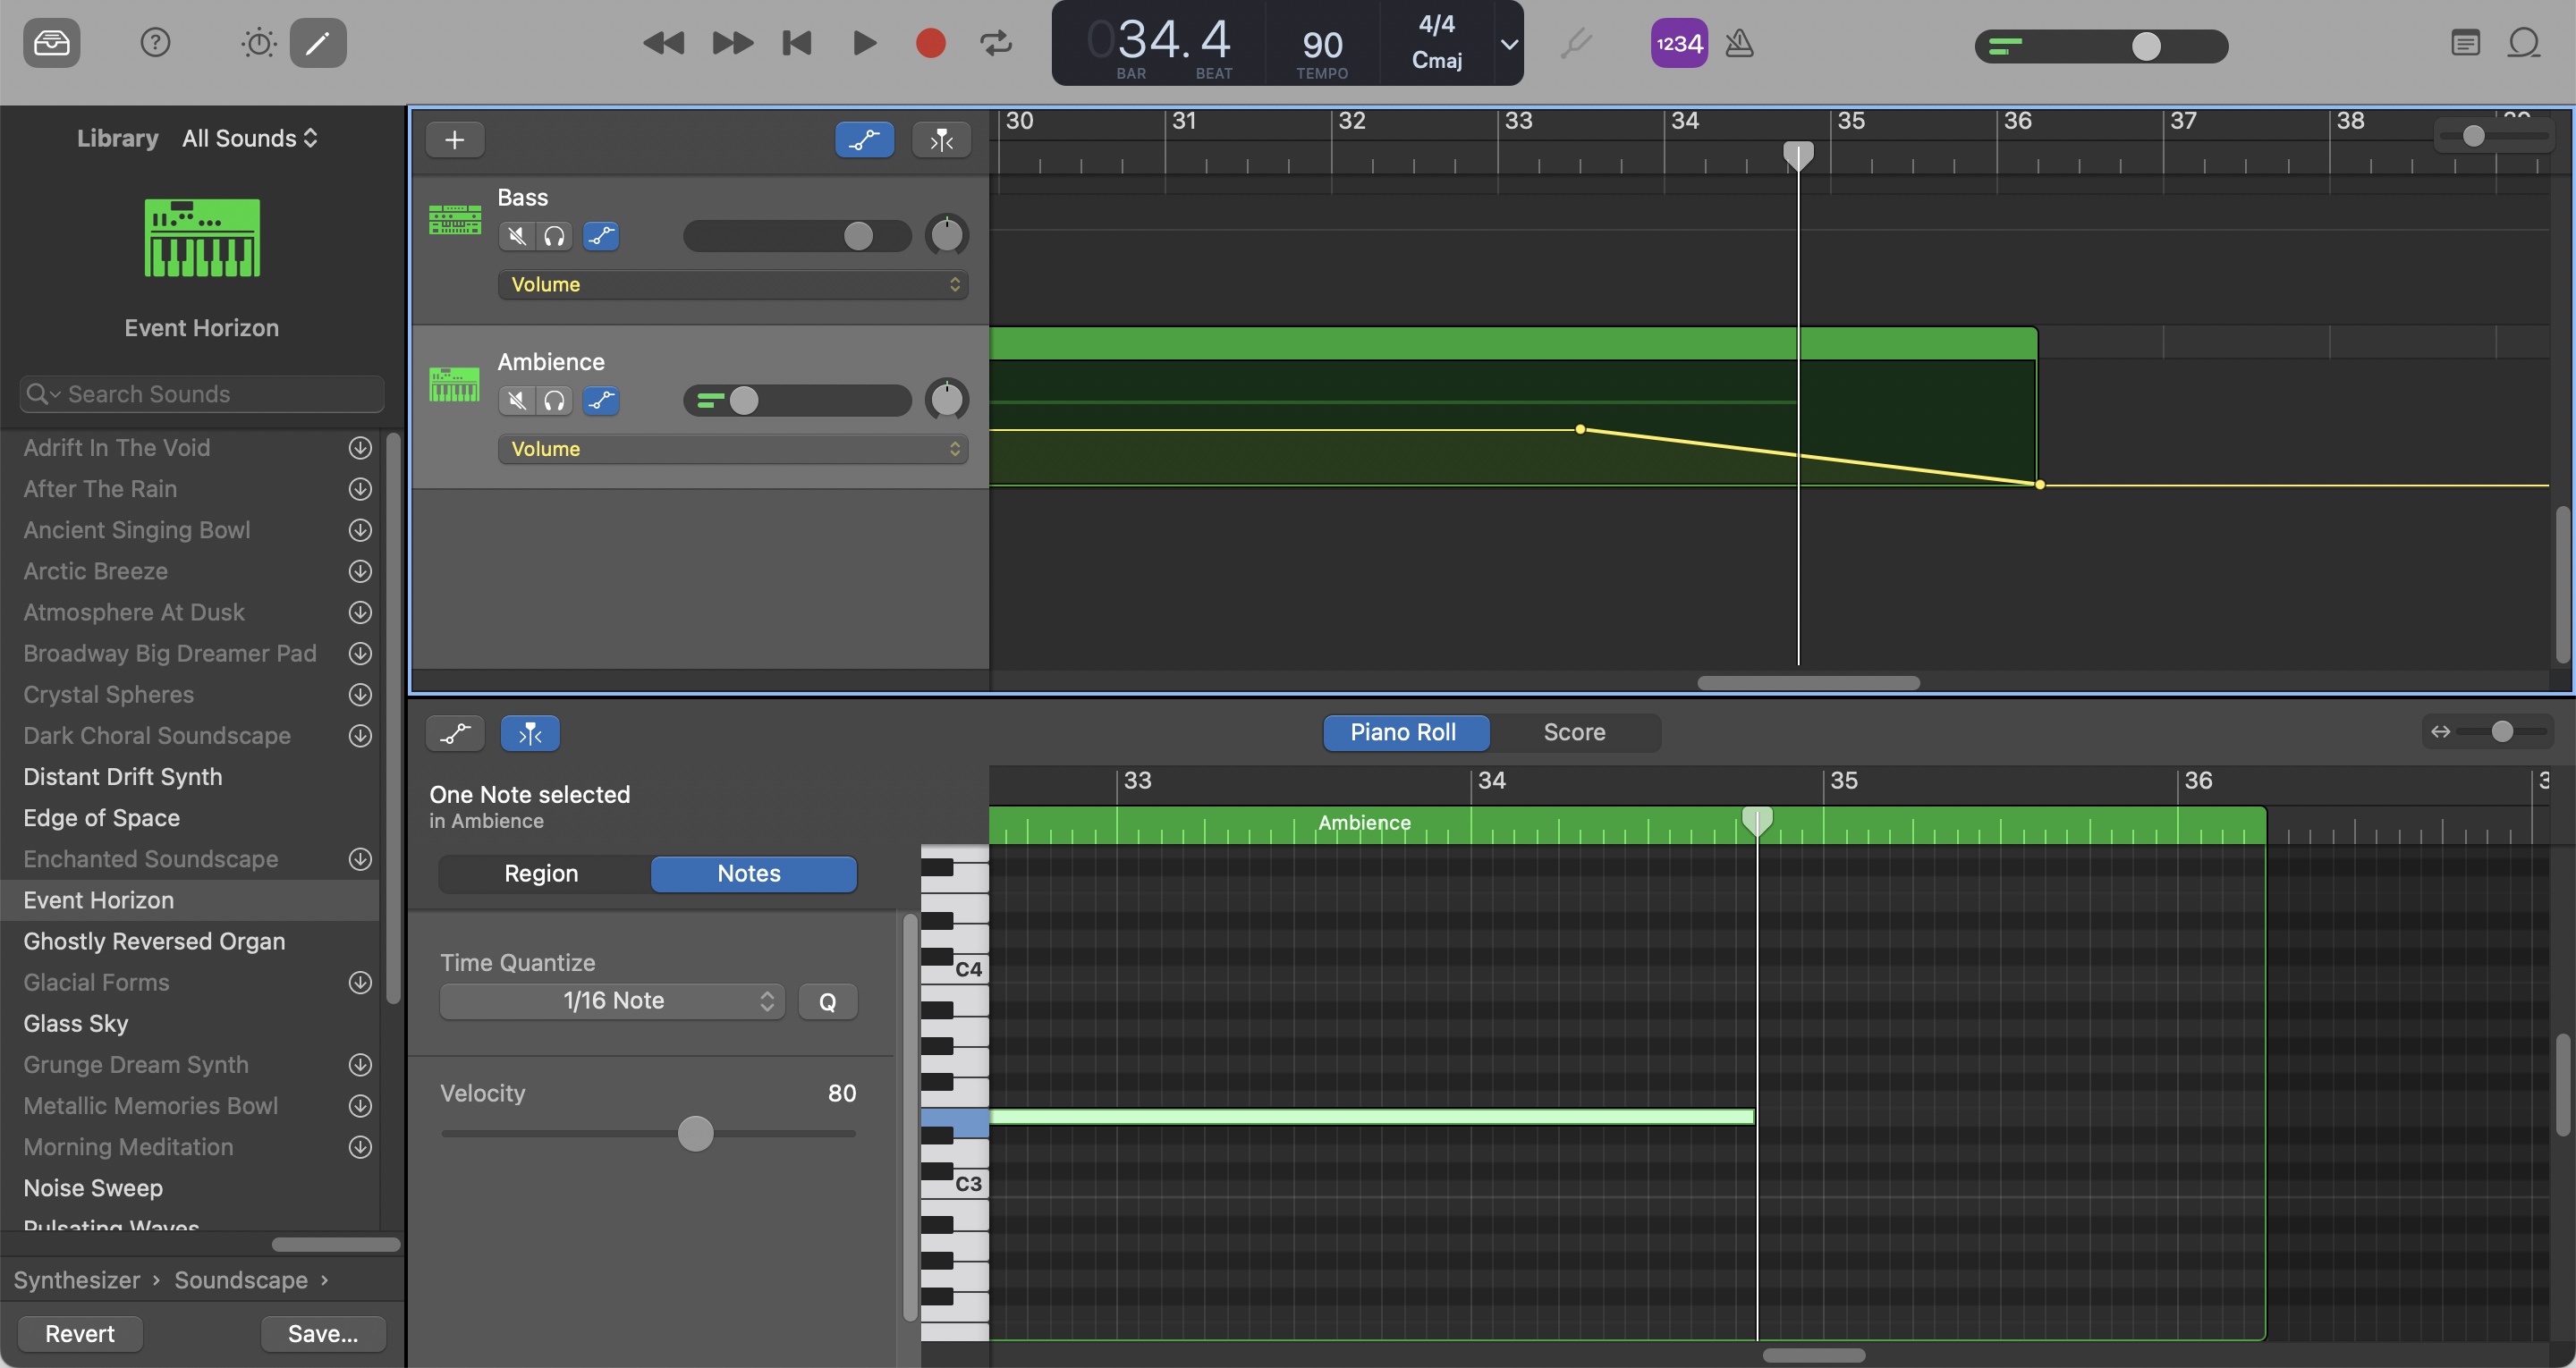 034.4
BAR BEAT
90
TEMPO
4/4
Cmaj
1234
Library All Sounds
Event Horizon
Search Sounds
Adrift In The Void
After The Rain
Ancient Singing Bowl
Arctic Breeze
Atmosphere At Dusk
Broadway Big Dreamer Pad
Crystal Spheres
Dark Choral Soundscape
Distant Drift Synth
Edge of Space
Enchanted Soundscape
Event Horizon
Ghostly Reversed Organ
Glacial Forms
Glass Sky
Grunge Dream Synth
Metallic Memories Bowl
Morning Meditation
Noise Sweep
Pulsating Waves
Synthesizer › Soundscape ›
Revert Save...
30 31 32 33 34 35 36 37 38 39
Bass
Volume
Ambience
Volume
Piano Roll Score
One Note selected
in Ambience
Region Notes
Time Quantize
1/16 Note Q
Velocity 80
33 34 35 36
Ambience
C4
C3